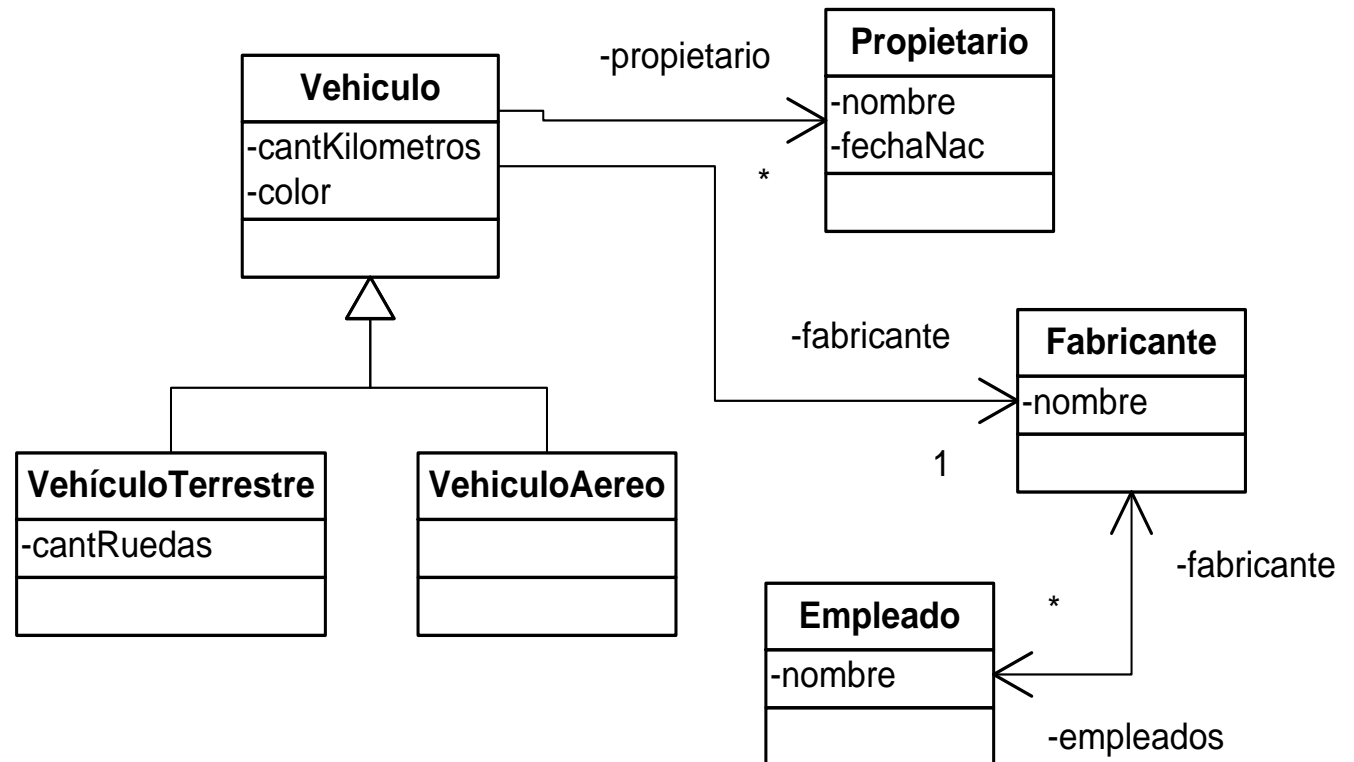 Vehiculo
-cantKilometros
-color
-propietario
*
Propietario
-nombre
-fechaNac
-fabricante
1
Fabricante
-nombre
VehículoTerrestre
-cantRuedas
VehiculoAereo
Empleado
-nombre
*
-fabricante
-empleados